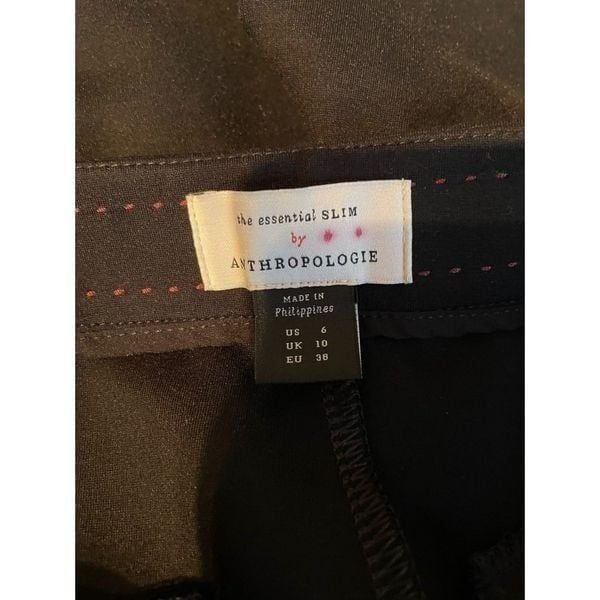 the essential SLIM
by
ANTHROPOLOGIE
MADE IN
Philippines
US 6
UK 10
EU 38